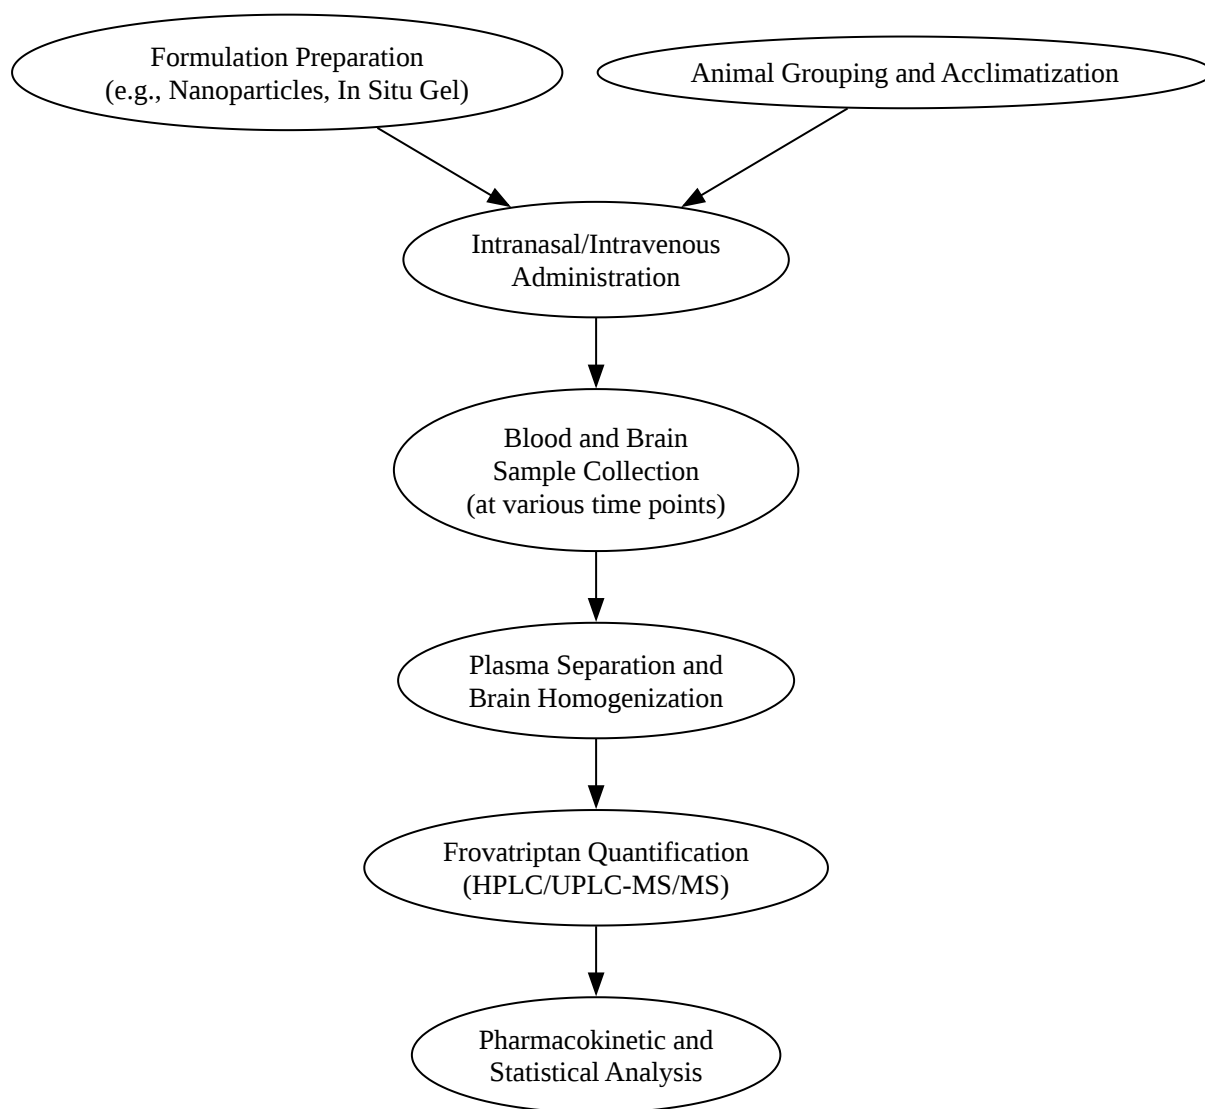 Formulation Preparation
(e.g., Nanoparticles, In Situ Gel)
Animal Grouping and Acclimatization
Intranasal/Intravenous
Administration
Blood and Brain
Sample Collection
(at various time points)
Plasma Separation and
Brain Homogenization
Frovatriptan Quantification
(HPLC/UPLC-MS/MS)
Pharmacokinetic and
Statistical Analysis